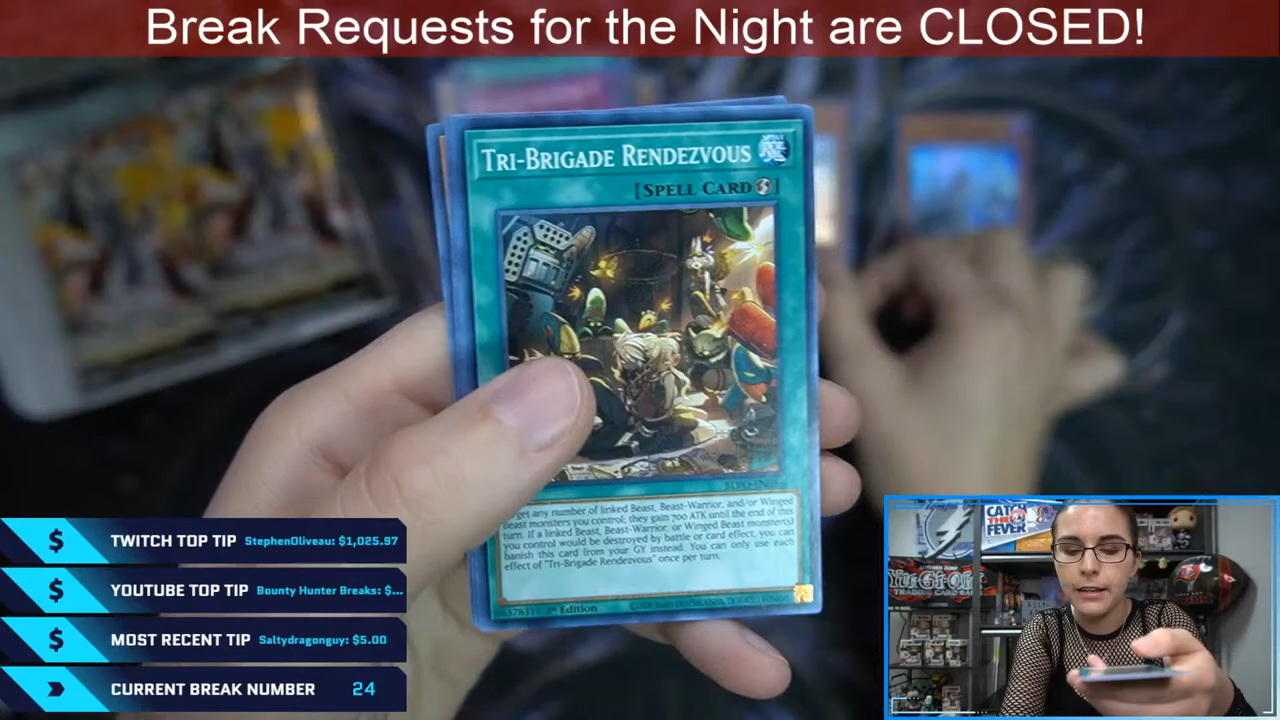 Break Requests for the Night are CLOSED!
TRI-BRIGADE RENDEZVOUS
[SPELL CARD]
any number of linked Beast, Beast-Warrior, and/or Winged
Beast monsters you control; they gain 700 ATK until the end of this
turn. If a linked Beast, Beast-Warrior, or Winged Beast monster(s)
you control would be destroyed by battle or card effect, you can
banish this card from your GY instead. You can only use each
effect of "Tri-Brigade Rendezvous" once per turn.
1st Edition
$ TWITCH TOP TIP StephenOliveau: $1,025.97
$ YOUTUBE TOP TIP Bounty Hunter Breaks: $...
$ MOST RECENT TIP Saltydragonguy: $5.00
CURRENT BREAK NUMBER 24
CATCH
THE
FEVER
Yu-Gi-Oh!
TRADING CARD